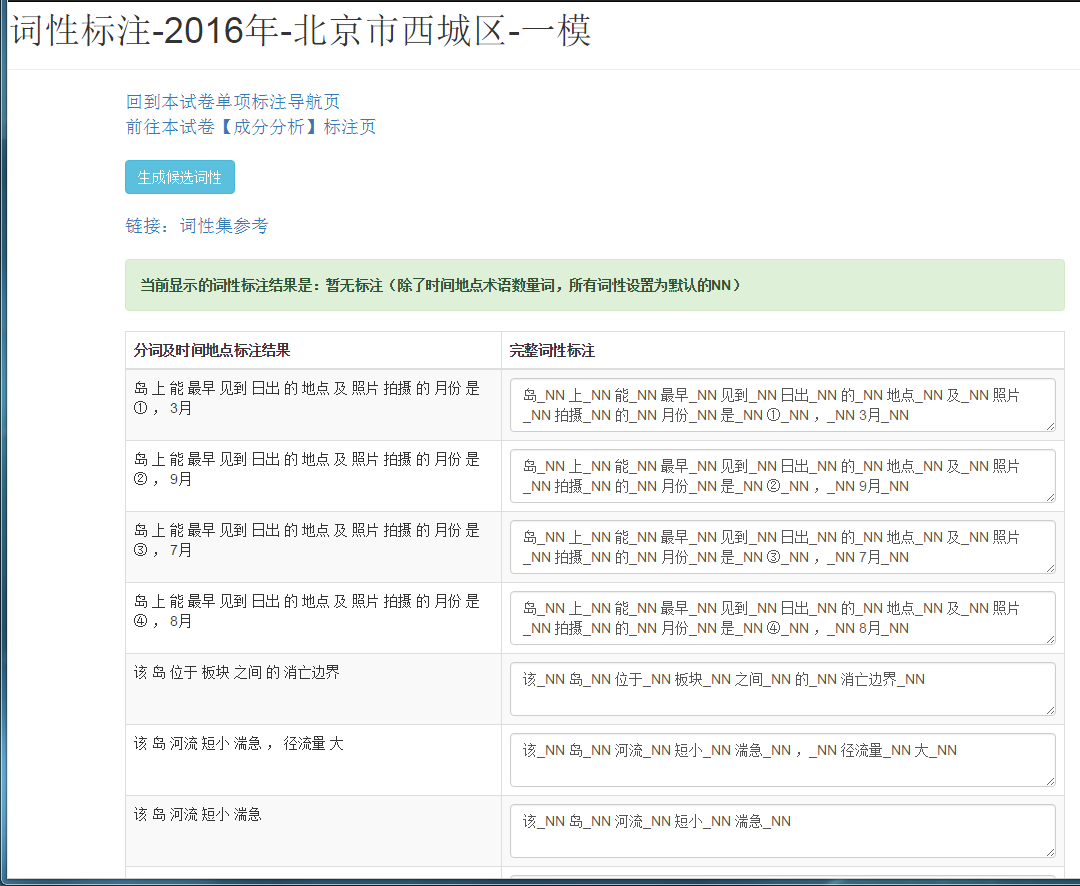 词性标注-2016年-北京市西城区-一模
回到本试卷单项标注导航页
前往本试卷【成分分析】标注页
生成候选词性
链接：词性集参考
当前显示的词性标注结果是：暂无标注（除了时间地点术语数量词，所有词性设置为默认的NN）
分词及时间地点标注结果
完整词性标注
岛 上 能 最早 见到 日出 的 地点 及 照片 拍摄 的 月份 是
① ， 3月
岛_NN 上_NN 能_NN 最早_NN 见到_NN 日出_NN 的_NN 地点_NN 及_NN 照片
_NN 拍摄_NN 的_NN 月份_NN 是_NN ①_NN ，_NN 3月_NN
岛 上 能 最早 见到 日出 的 地点 及 照片 拍摄 的 月份 是
② ， 9月
岛_NN 上_NN 能_NN 最早_NN 见到_NN 日出_NN 的_NN 地点_NN 及_NN 照片
_NN 拍摄_NN 的_NN 月份_NN 是_NN ②_NN ，_NN 9月_NN
岛 上 能 最早 见到 日出 的 地点 及 照片 拍摄 的 月份 是
③ ， 7月
岛_NN 上_NN 能_NN 最早_NN 见到_NN 日出_NN 的_NN 地点_NN 及_NN 照片
_NN 拍摄_NN 的_NN 月份_NN 是_NN ③_NN ，_NN 7月_NN
岛 上 能 最早 见到 日出 的 地点 及 照片 拍摄 的 月份 是
④ ， 8月
岛_NN 上_NN 能_NN 最早_NN 见到_NN 日出_NN 的_NN 地点_NN 及_NN 照片
_NN 拍摄_NN 的_NN 月份_NN 是_NN ④_NN ，_NN 8月_NN
该 岛 位于 板块 之间 的 消亡边界
该_NN 岛_NN 位于_NN 板块_NN 之间_NN 的_NN 消亡边界_NN
该 岛 河流 短小 湍急 ， 径流量 大
该_NN 岛_NN 河流_NN 短小_NN 湍急_NN ，_NN 径流量_NN 大_NN
该 岛 河流 短小 湍急
该_NN 岛_NN 河流_NN 短小_NN 湍急_NN